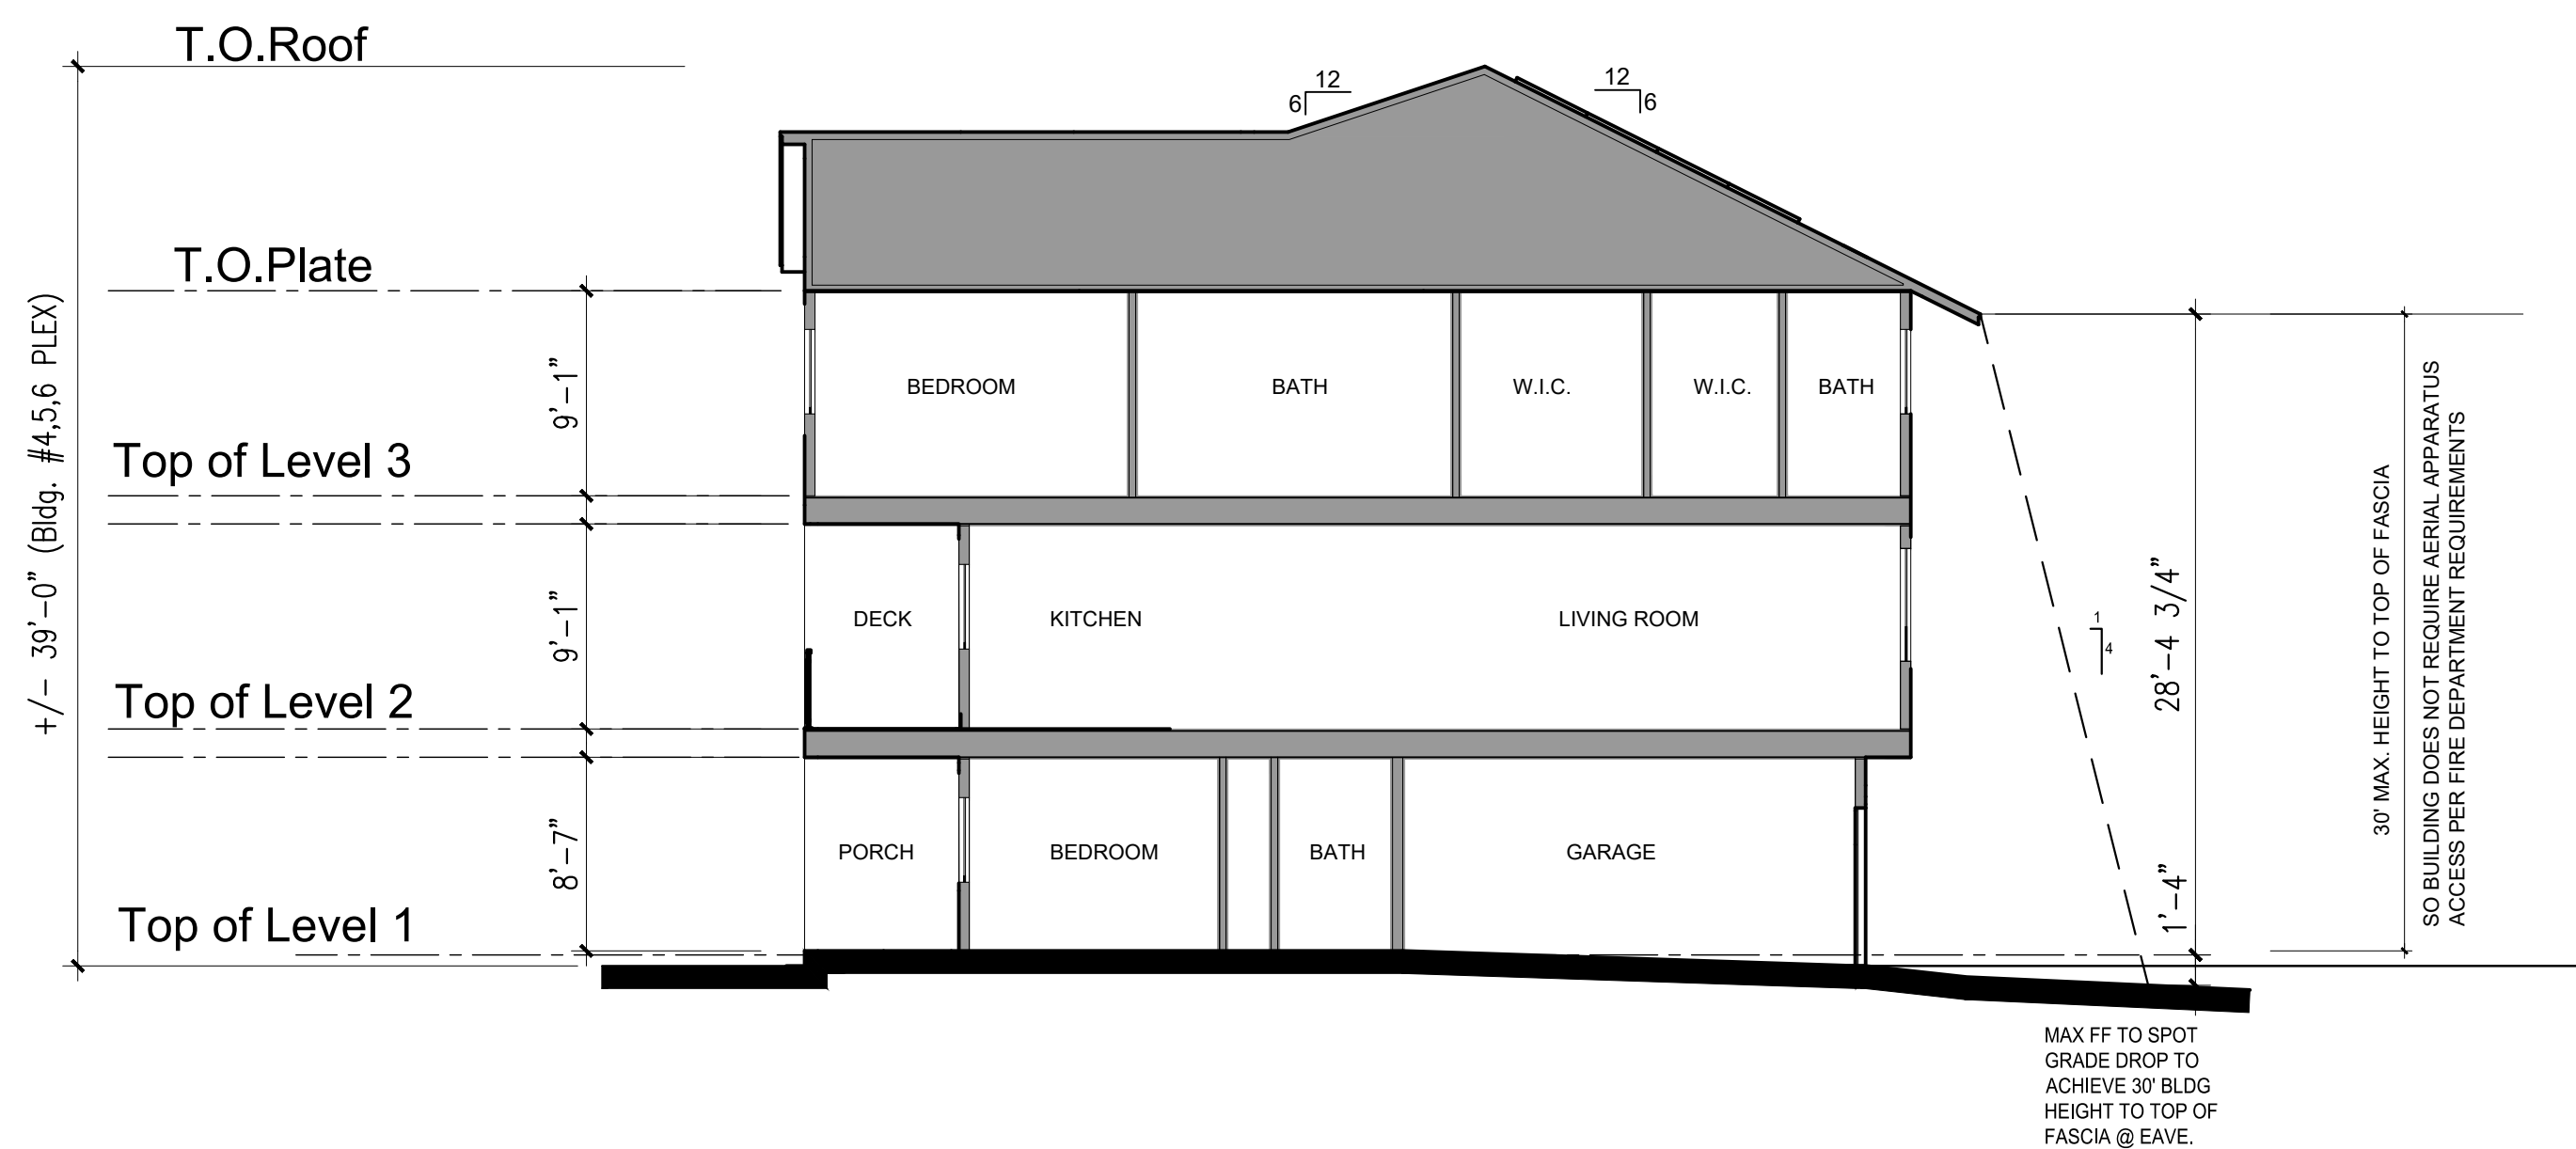 T.O.Roof
12
6
12
6
T.O.Plate
+/- 39'-0" (Bldg. #4,5,6 PLEX)
9'-1"
BEDROOM
BATH
W.I.C.
W.I.C.
BATH
Top of Level 3
9'-1"
DECK
KITCHEN
LIVING ROOM
1
4
28'-4 3/4"
30' MAX. HEIGHT TO TOP OF FASCIA
SO BUILDING DOES NOT REQUIRE AERIAL APPARATUS
ACCESS PER FIRE DEPARTMENT REQUIREMENTS
Top of Level 2
8'-7"
PORCH
BEDROOM
BATH
GARAGE
1'-4"
Top of Level 1
MAX FF TO SPOT
GRADE DROP TO
ACHIEVE 30' BLDG
HEIGHT TO TOP OF
FASCIA @ EAVE.